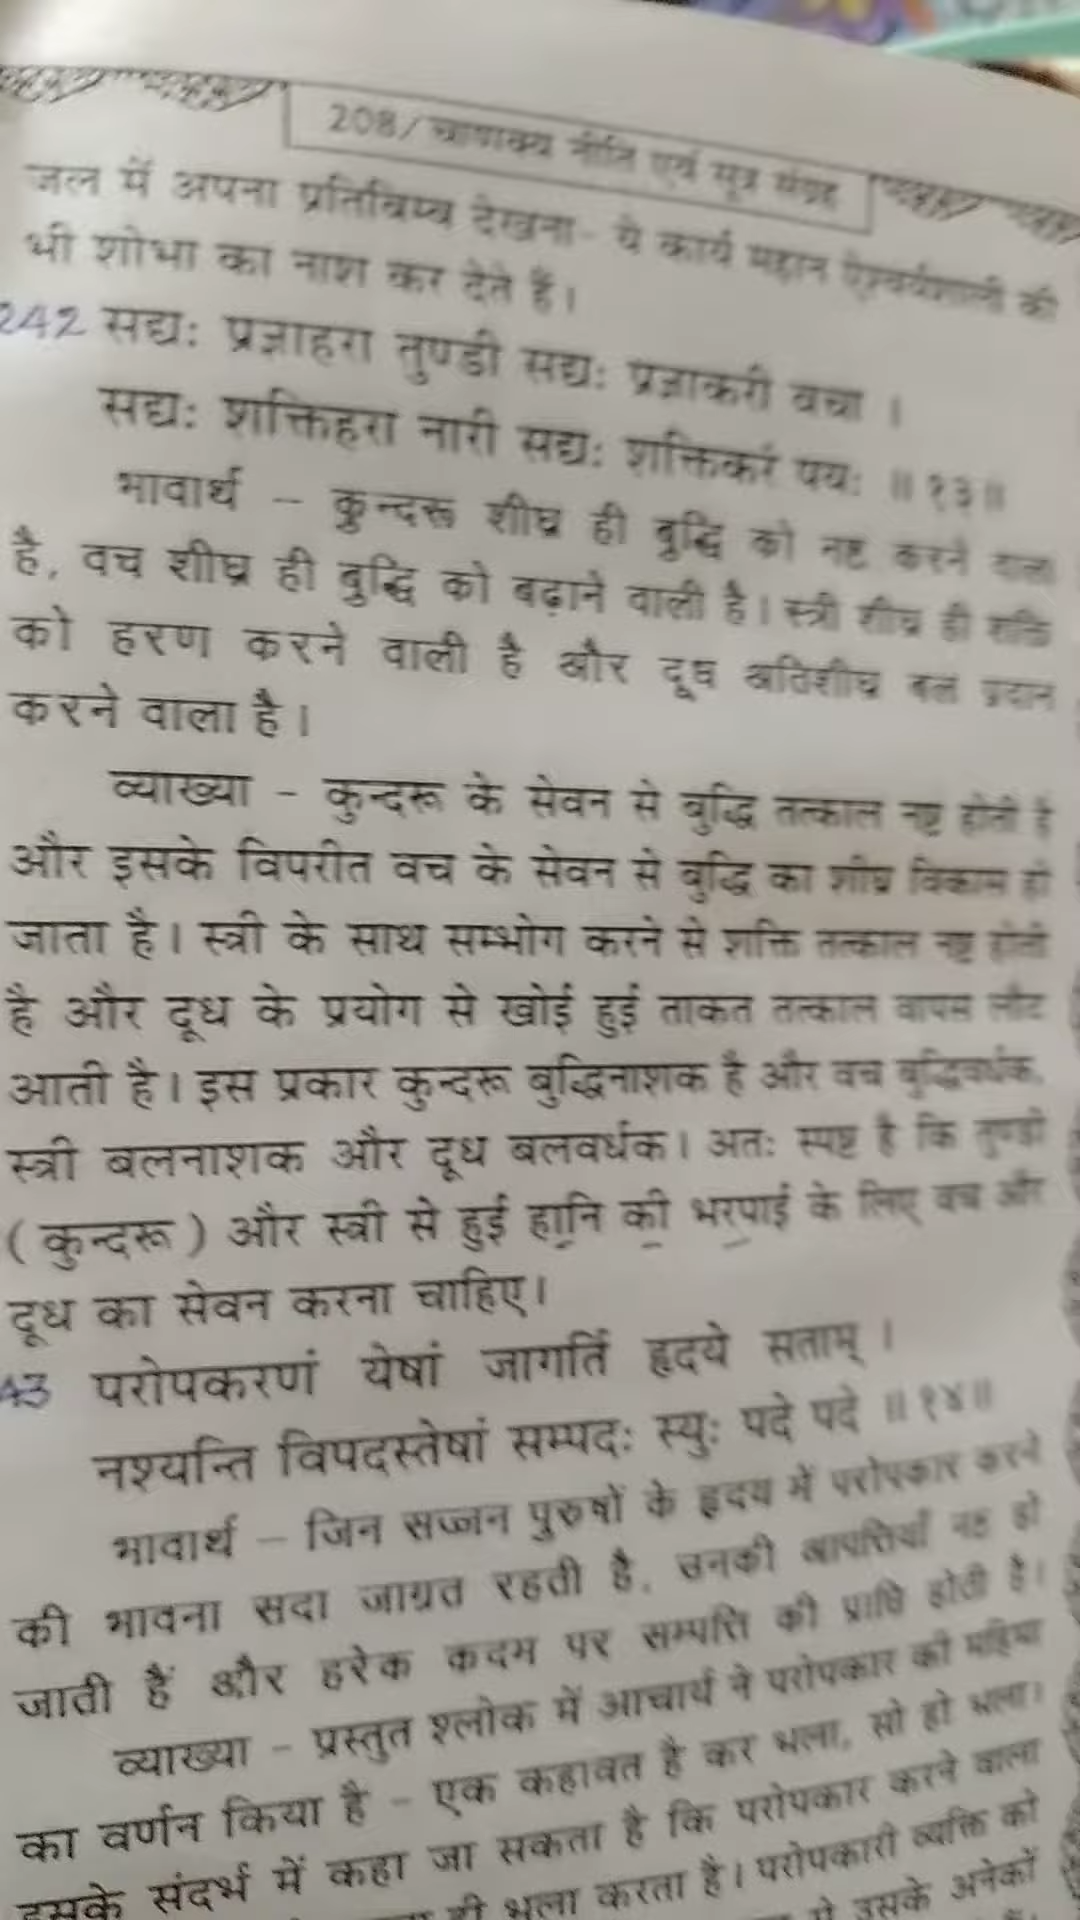 208/ चाणक्य नीति एवं सूत्र संग्रह
जल में अपना प्रतिबिम्ब देखना- ये कार्य महान ऐश्वर्यशाली की
भी शोभा का नाश कर देते हैं।
242 सद्यः प्रज्ञाहरा तुण्डी सद्यः प्रज्ञाकरी वचा ।
सद्यः शक्तिहरा नारी सद्यः शक्तिकरं पयः ॥१३॥
भावार्थ – कुन्दरू शीघ्र ही बुद्धि को नष्ट करने वाला
है, वच शीघ्र ही बुद्धि को बढ़ाने वाली है। स्त्री शीघ्र ही शक्ति
को हरण करने वाली है और दूध अतिशीघ्र बल प्रदान
करने वाला है।
व्याख्या - कुन्दरू के सेवन से बुद्धि तत्काल नष्ट होती है
और इसके विपरीत वच के सेवन से बुद्धि का शीघ्र विकास हो
जाता है। स्त्री के साथ सम्भोग करने से शक्ति तत्काल नष्ट होती
है और दूध के प्रयोग से खोई हुई ताकत तत्काल वापस लौट
आती है। इस प्रकार कुन्दरू बुद्धिनाशक है और वच बुद्धिवर्धक,
स्त्री बलनाशक और दूध बलवर्धक। अतः स्पष्ट है कि तुण्डी
(कुन्दरू) और स्त्री से हुई हानि की भरपाई के लिए वच और
दूध का सेवन करना चाहिए।
43 परोपकरणं येषां जागर्ति हृदये सताम् ।
नश्यन्ति विपदस्तेषां सम्पदः स्युः पदे पदे ॥१४॥
भावार्थ – जिन सज्जन पुरुषों के हृदय में परोपकार करने
की भावना सदा जाग्रत रहती है, उनकी आपत्तियाँ नष्ट हो
जाती हैं और हरेक कदम पर सम्पत्ति की प्राप्ति होती है।
व्याख्या - प्रस्तुत श्लोक में आचार्य ने परोपकार की महिमा
का वर्णन किया है - एक कहावत है कर भला, सो हो भला।
इसके संदर्भ में कहा जा सकता है कि परोपकार करने वाला
ही भला करता है। परोपकारी व्यक्ति को
उसके अनेकों